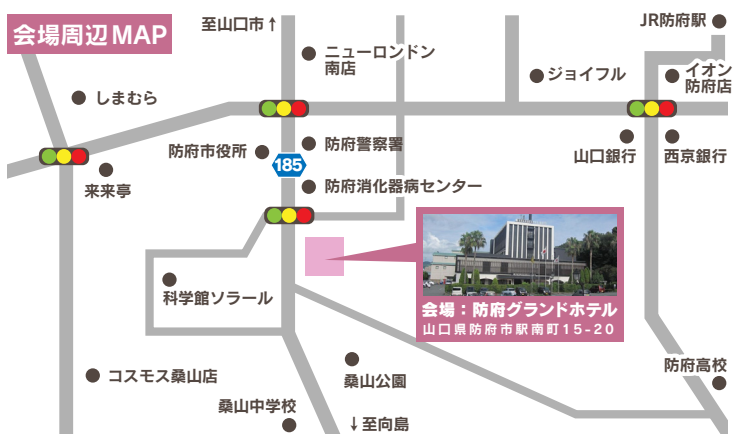 会場周辺MAP
至山口市↑
JR防府駅
ニューロンドン
南店
ジョイフル
イオン
防府店
しまむら
防府市役所
防府警察署
山口銀行
西京銀行
185
来来亭
防府消化器病センター
科学館ソラール
会場：防府グランドホテル
山口県防府市駅南町15-20
コスモス桑山店
桑山公園
防府高校
桑山中学校
↓至向島